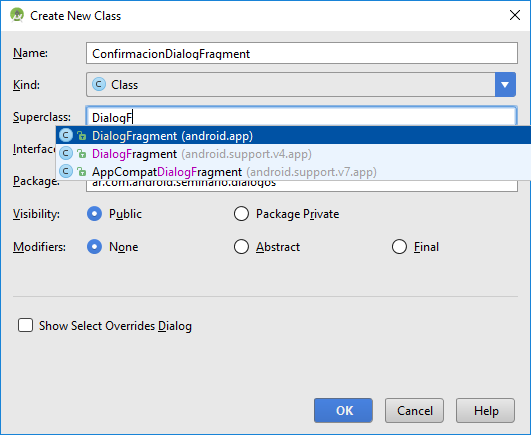 Create New Class
Name: ConfirmacionDialogFragment
Kind: Class
Superclass: DialogF
DialogFragment (android.app)
Interface
DialogFragment (android.support.v4.app)
AppCompatDialogFragment (android.support.v7.app)
Package: ar.com.android.seminario.dialogos
Visibility: Public Package Private
Modifiers: None Abstract Final
Show Select Overrides Dialog
OK Cancel Help